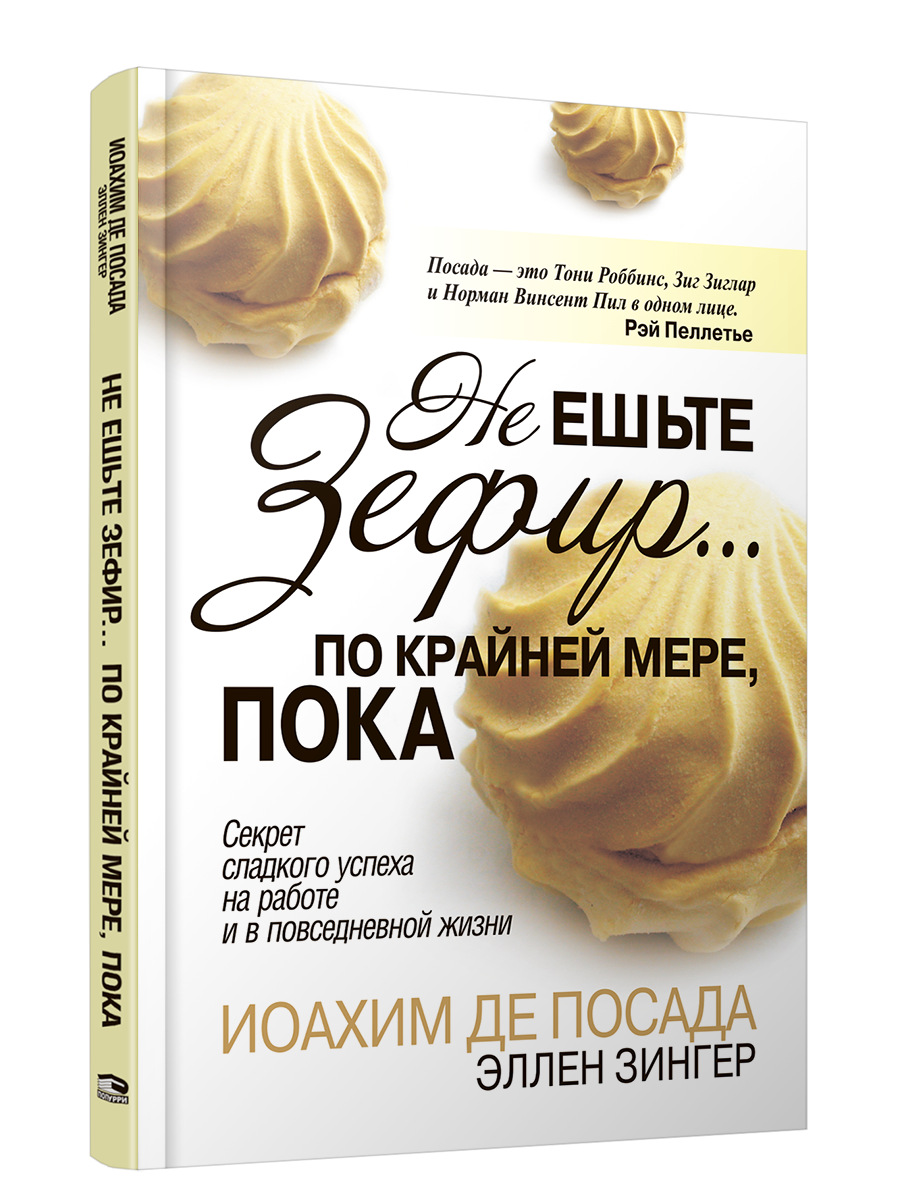 Посада — это Тони Роббинс, Зиг Зиглар
и Норман Винсент Пил в одном лице.
Рэй Пеллетье
Не ЕШЬТЕ
Зефир...
ПО КРАЙНЕЙ МЕРЕ,
ПОКА
Секрет
сладкого успеха
на работе
и в повседневной жизни
ИОАХИМ ДЕ ПОСАДА
ЭЛЛЕН ЗИНГЕР
ИОАХИМ ДЕ ПОСАДА
ЭЛЛЕН ЗИНГЕР
НЕ ЕШЬТЕ ЗЕФИР... ПО КРАЙНЕЙ МЕРЕ, ПОКА
ПОПУРРИ